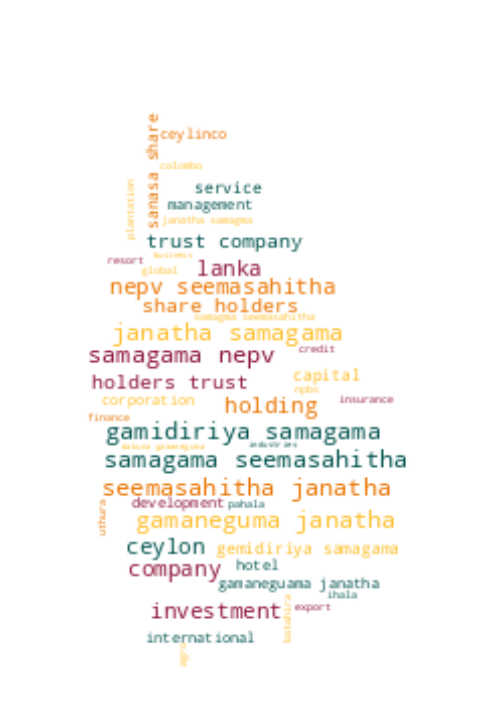 sanasa share
ceylinco
colombo
plantation
service
management
janatha samagma
trust company
business
resort
global
lanka
nepv seemasahitha
share holders
samagma seemasahitha
janatha samagama
samagama nepv
credit
holders trust
capital
npbs
corporation
holding
insurance
finance
gamidiriya samagama
industries
samagama seemasahitha
seemasahitha janatha
development
pahala
uthura
gamaneguma janatha
ceylon
gemidiriya samagama
company
hotel
gamaneguama janatha
ihala
investment
export
batahira
international
agro